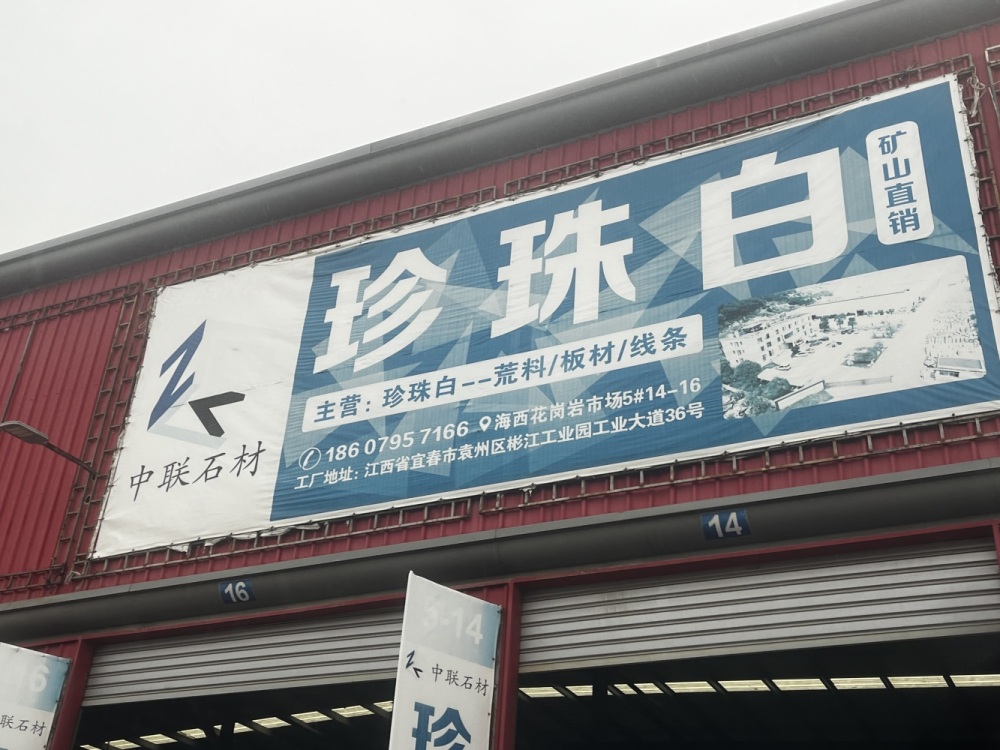 珍珠白
矿山直销
主营：珍珠白--荒料/板材/线条
186 0795 7166 海西花岗岩市场5#14-16
工厂地址：江西省宜春市袁州区彬江工业园工业大道36号
中联石材
14
16
-14
中联石材
珍
6
联石材